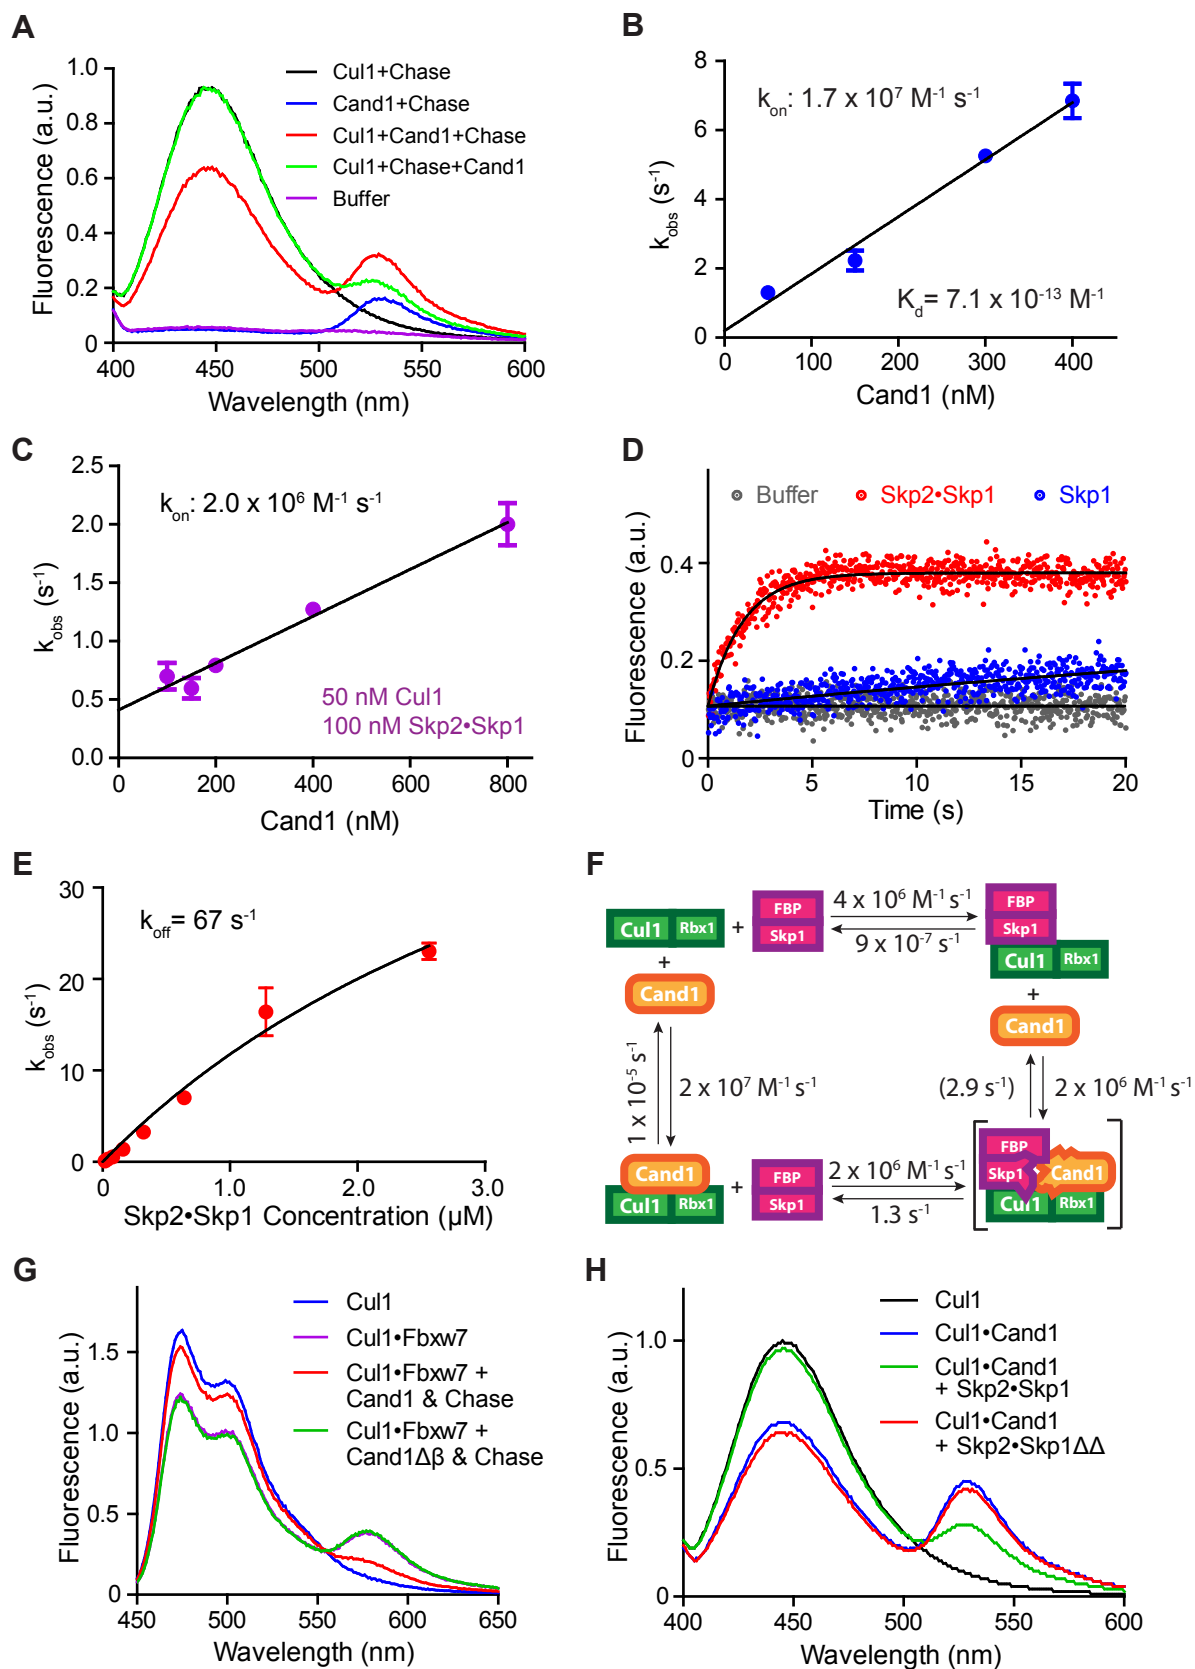 A
Fluorescence (a.u.)
1.0
0.8
0.6
0.4
0.2
0
400
450
500
550
600
Wavelength (nm)
Cul1+Chase
Cand1+Chase
Cul1+Cand1+Chase
Cul1+Chase+Cand1
Buffer
B
k_obs (s⁻¹)
8
6
4
2
0
0
100
200
300
400
Cand1 (nM)
k_on: 1.7 x 10⁷ M⁻¹ s⁻¹
K_d= 7.1 x 10⁻¹³ M⁻¹
C
k_obs (s⁻¹)
2.5
2.0
1.5
1.0
0.5
0.0
0
200
400
600
800
Cand1 (nM)
k_on: 2.0 x 10⁶ M⁻¹ s⁻¹
50 nM Cul1
100 nM Skp2•Skp1
D
Fluorescence (a.u.)
Buffer
Skp2•Skp1
Skp1
0.4
0.2
0
0
5
10
15
20
Time (s)
E
k_obs (s⁻¹)
30
20
10
0
0
1.0
2.0
3.0
Skp2•Skp1 Concentration (µM)
k_off= 67 s⁻¹
F
Cul1 Rbx1
+
FBP
Skp1
4 x 10⁶ M⁻¹ s⁻¹
9 x 10⁻⁷ s⁻¹
FBP
Skp1
Cul1 Rbx1
+
Cand1
+
Cand1
1 x 10⁻⁵ s⁻¹
2 x 10⁷ M⁻¹ s⁻¹
(2.9 s⁻¹)
2 x 10⁶ M⁻¹ s⁻¹
Cand1
Cul1 Rbx1
+
FBP
Skp1
2 x 10⁶ M⁻¹ s⁻¹
1.3 s⁻¹
FBP
Skp1 Cand1
Cul1 Rbx1
G
Fluorescence (a.u.)
1.5
1.0
0.5
0
450
500
550
600
650
Wavelength (nm)
Cul1
Cul1•Fbxw7
Cul1•Fbxw7 +
Cand1 & Chase
Cul1•Fbxw7 +
Cand1Δβ & Chase
H
Fluorescence (a.u.)
1.0
0.5
0
400
450
500
550
600
Wavelength (nm)
Cul1
Cul1•Cand1
Cul1•Cand1
+ Skp2•Skp1
Cul1•Cand1
+ Skp2•Skp1ΔΔ